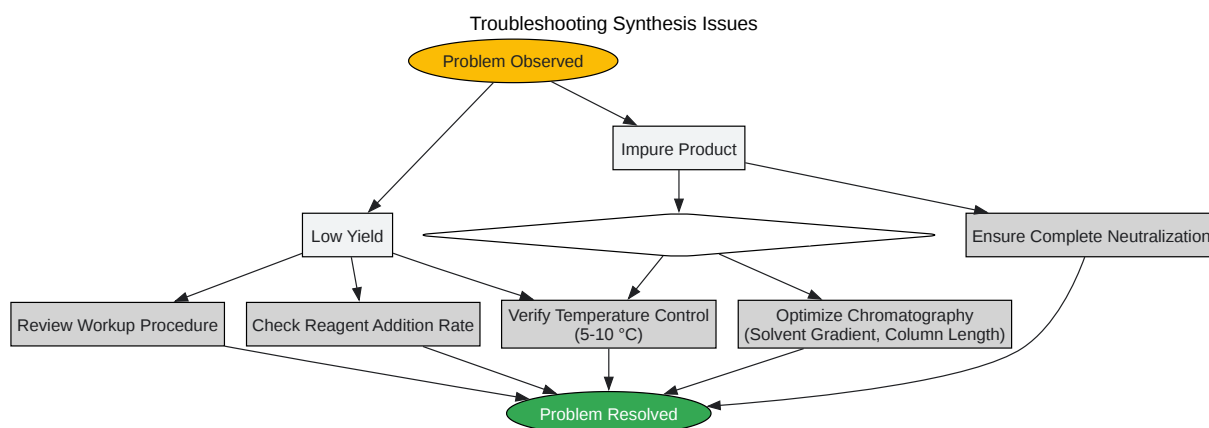 Troubleshooting Synthesis Issues
Problem Observed
Impure Product
Low Yield
Ensure Complete Neutralization
Review Workup Procedure
Check Reagent Addition Rate
Verify Temperature Control
(5-10 °C)
Optimize Chromatography
(Solvent Gradient, Column Length)
Problem Resolved